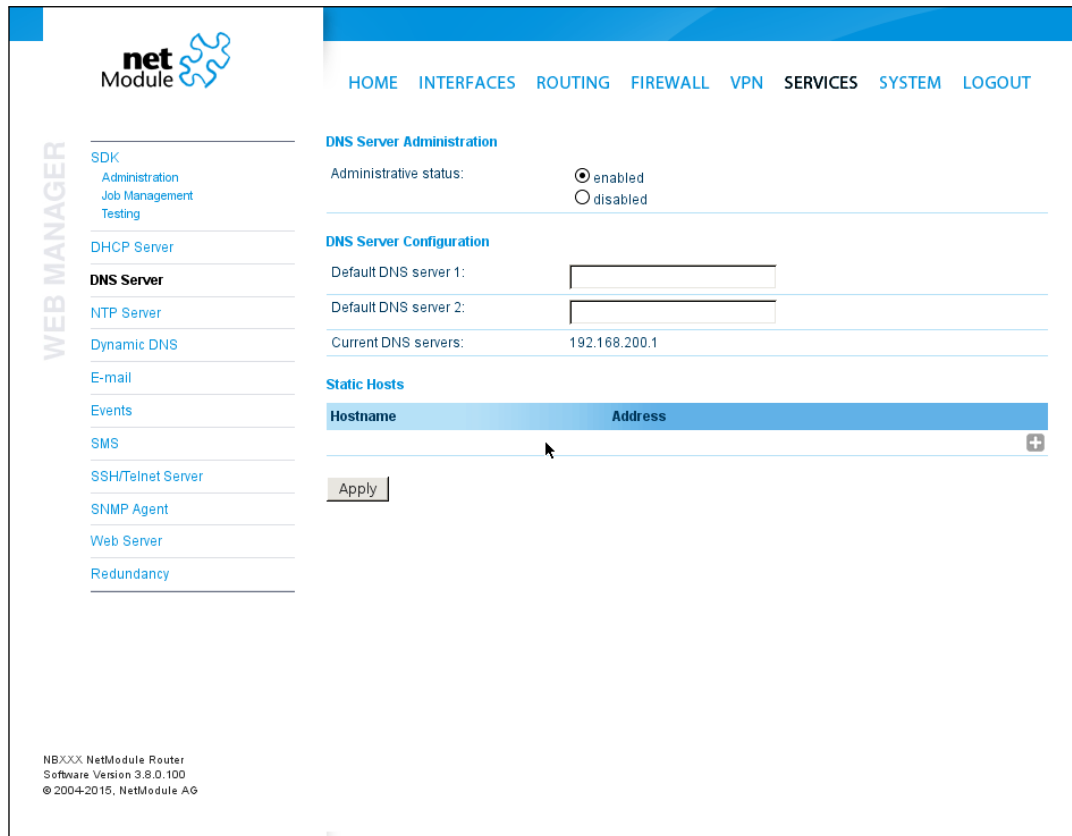 net
Module
HOME INTERFACES ROUTING FIREWALL VPN SERVICES SYSTEM LOGOUT
WEB MANAGER
SDK
Administration
Job Management
Testing
DHCP Server
DNS Server
NTP Server
Dynamic DNS
E-mail
Events
SMS
SSH/Telnet Server
SNMP Agent
Web Server
Redundancy
DNS Server Administration
Administrative status:
enabled
disabled
DNS Server Configuration
Default DNS server 1:
Default DNS server 2:
Current DNS servers: 192.168.200.1
Static Hosts
Hostname Address
Apply
NBXXX NetModule Router
Software Version 3.8.0.100
© 2004-2015, NetModule AG